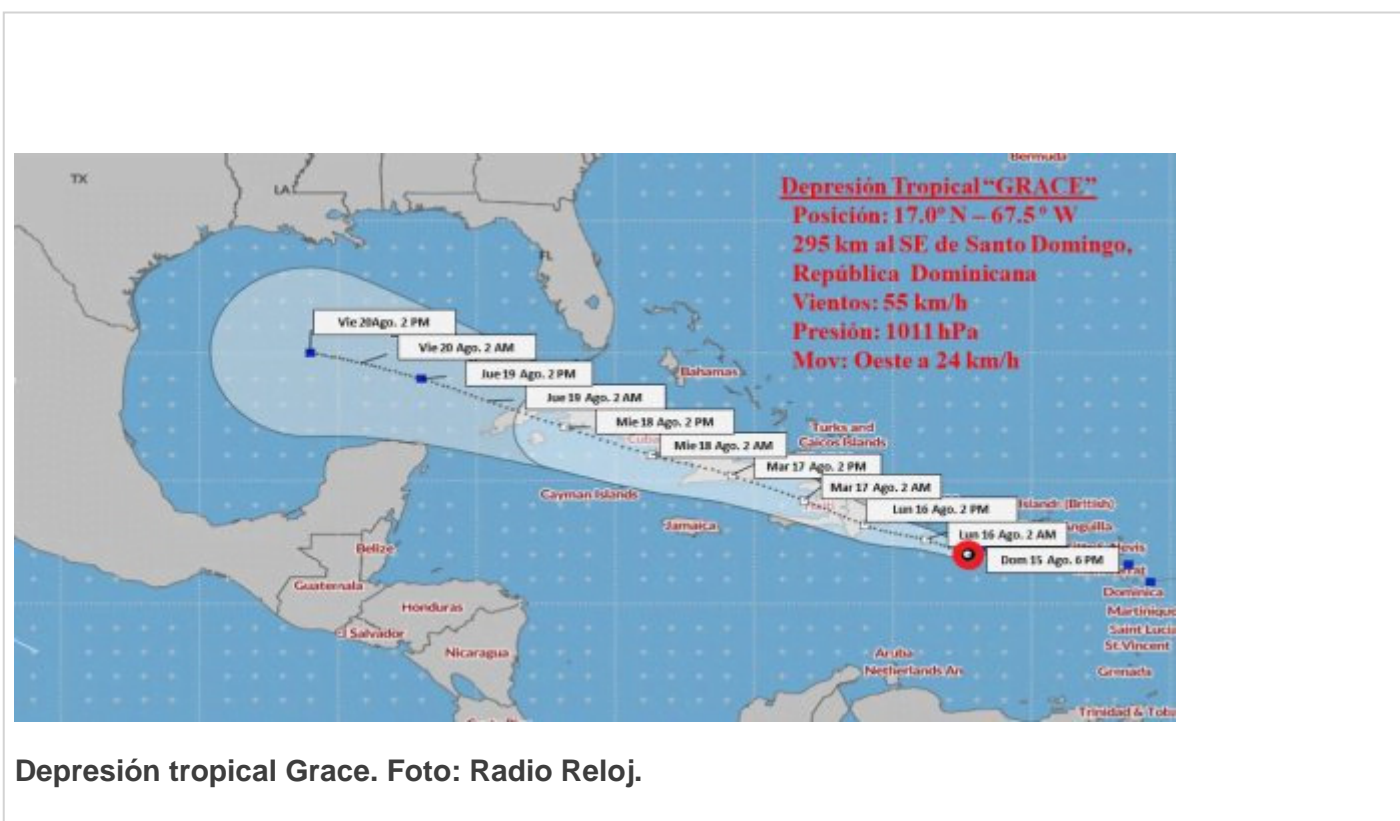 Bermuda
TX
LA
FL
Depresión Tropical “GRACE”
Posición: 17.0° N – 67.5° W
295 km al SE de Santo Domingo,
República Dominicana
Vientos: 55 km/h
Presión: 1011 hPa
Mov: Oeste a 24 km/h
Vie 20Ago. 2 PM
Vie 20 Ago. 2 AM
Jue 19 Ago. 2 PM
Jue 19 Ago. 2 AM
Mie 18 Ago. 2 PM
Mie 18 Ago. 2 AM
Mar 17 Ago. 2 PM
Mar 17 Ago. 2 AM
Lun 16 Ago. 2 PM
Lun 16 Ago. 2 AM
Dom 15 Ago. 6 PM
Bahamas
Turks and
Caicos Islands
Cuba
Cayman Islands
Jamaica
Haiti
(British)
Nevis
Dominica
Martinique
Saint Lucia
St.Vincent
Grenada
Trinidad &
Aruba
Netherlands An
Belize
Guatemala
Honduras
El Salvador
Nicaragua
Depresión tropical Grace. Foto: Radio Reloj.